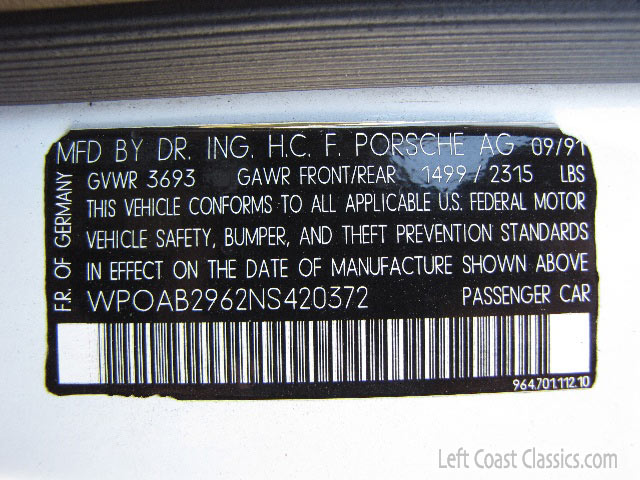 MFD BY DR. ING. H.C. F. PORSCHE AG 09/91
GVWR 3693 GAWR FRONT/REAR 1499 / 2315 LBS
THIS VEHICLE CONFORMS TO ALL APPLICABLE U.S. FEDERAL MOTOR
VEHICLE SAFETY, BUMPER, AND THEFT PREVENTION STANDARDS
IN EFFECT ON THE DATE OF MANUFACTURE SHOWN ABOVE
WP0AB2962NS420372 PASSENGER CAR
F.R. OF GERMANY
964.701.112.10
Left Coast Classics.com